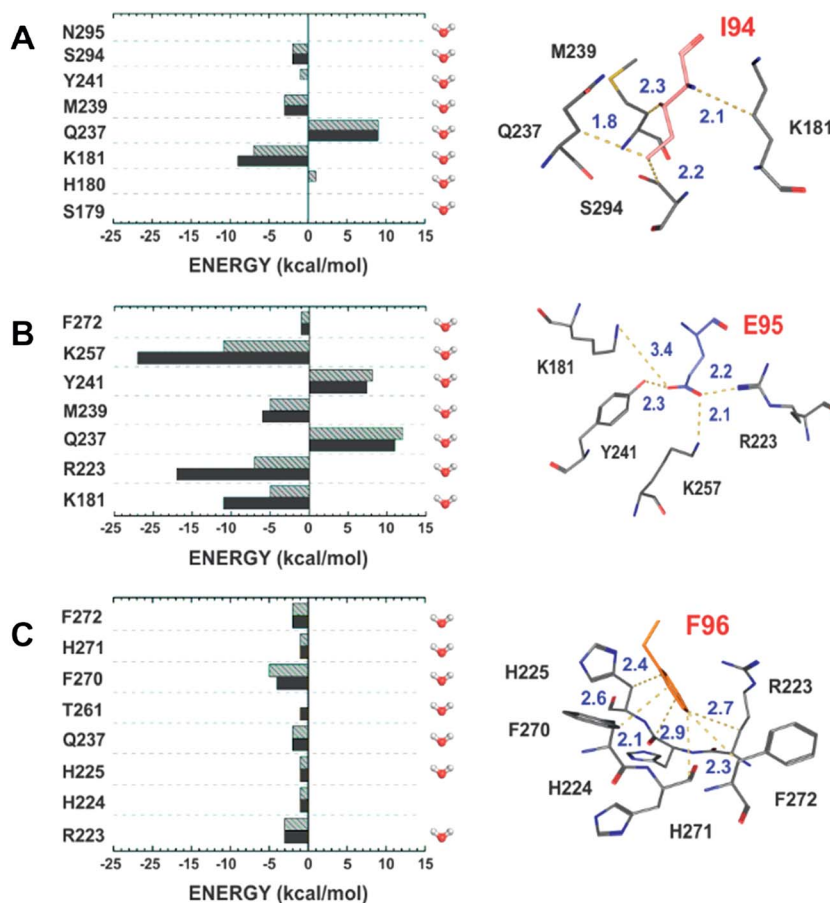 A
N295
S294
Y241
M239
Q237
K181
H180
S179
-25 -20 -15 -10 -5 0 5 10 15
ENERGY (kcal/mol)
I94
M239
2.3
2.1
1.8
Q237
K181
2.2
S294
B
F272
K257
Y241
M239
Q237
R223
K181
-25 -20 -15 -10 -5 0 5 10 15
ENERGY (kcal/mol)
E95
K181
3.4
2.2
2.3
2.1
R223
Y241
K257
C
F272
H271
F270
T261
Q237
H225
H224
R223
-25 -20 -15 -10 -5 0 5 10 15
ENERGY (kcal/mol)
F96
H225
2.4
R223
2.6
2.7
F270
2.1
2.9
2.3
H224
F272
H271